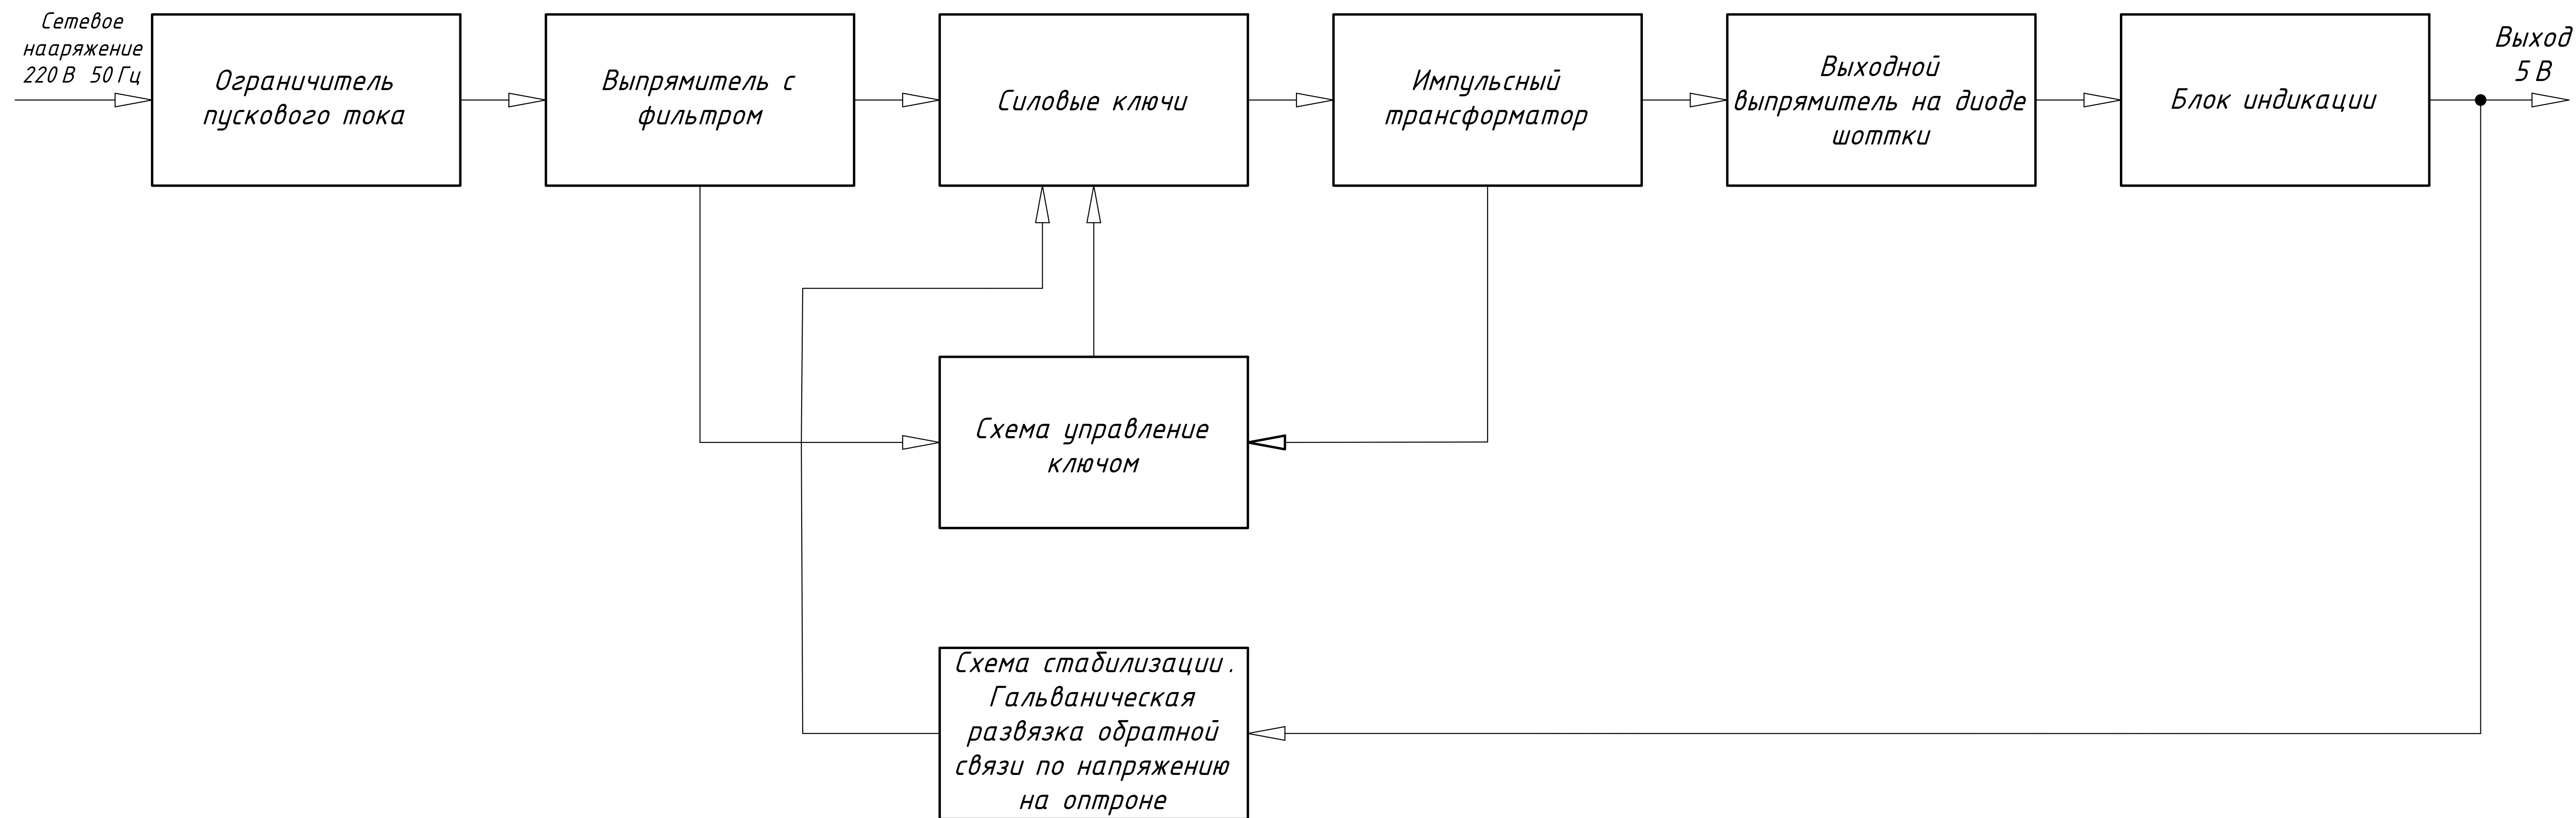 Сетевое
нааряжение
220 В 50 Гц
Ограничитель
пускового тока
Выпрямитель с
фильтром
Силовые ключи
Импульсный
трансформатор
Выходной
выпрямитель на диоде
шоттки
Блок индикации
Выход
5 В
Схема управление
ключом
Схема стабилизации.
Гальваническая
развязка обратной
связи по напряжению
на оптроне